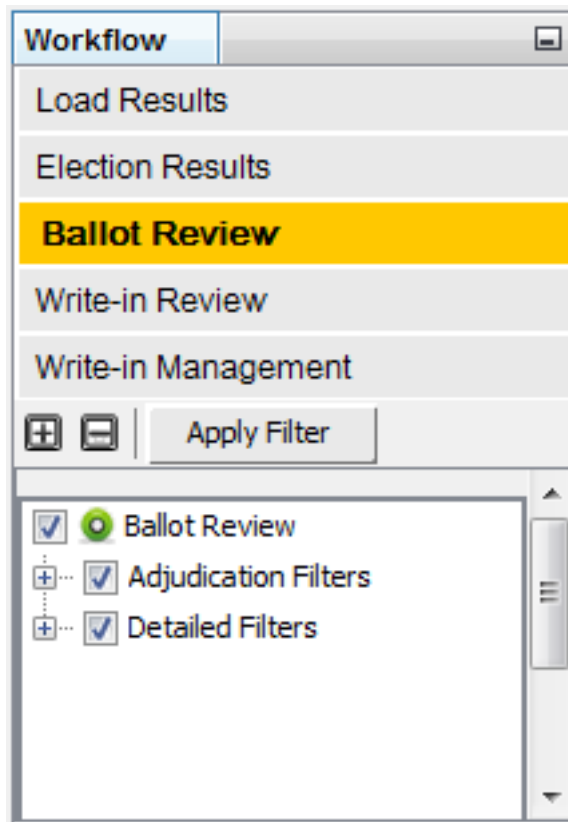 Workflow
Load Results
Election Results
Ballot Review
Write-in Review
Write-in Management
Apply Filter
Ballot Review
Adjudication Filters
Detailed Filters